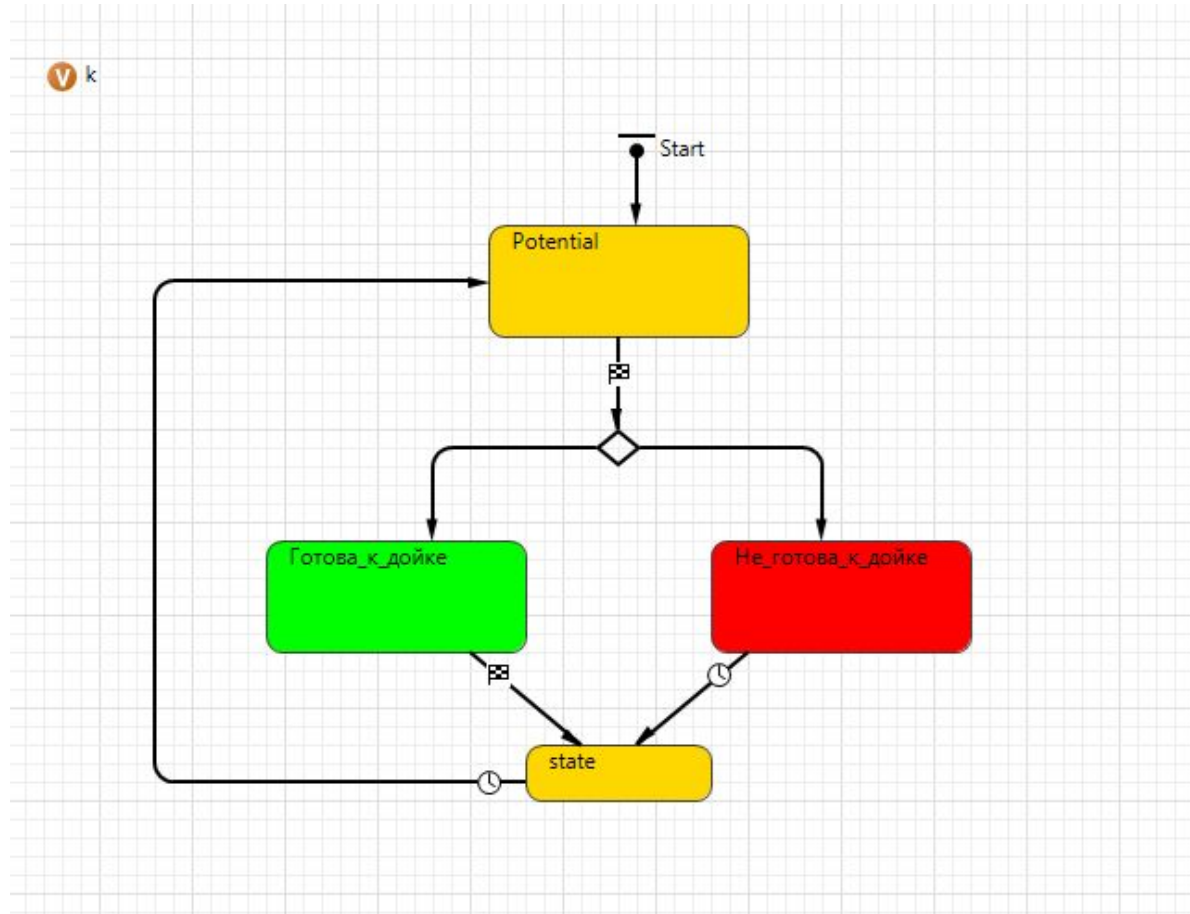 V k
Start
Potential
Готова_к_дойке
Не_готова_к_дойке
state